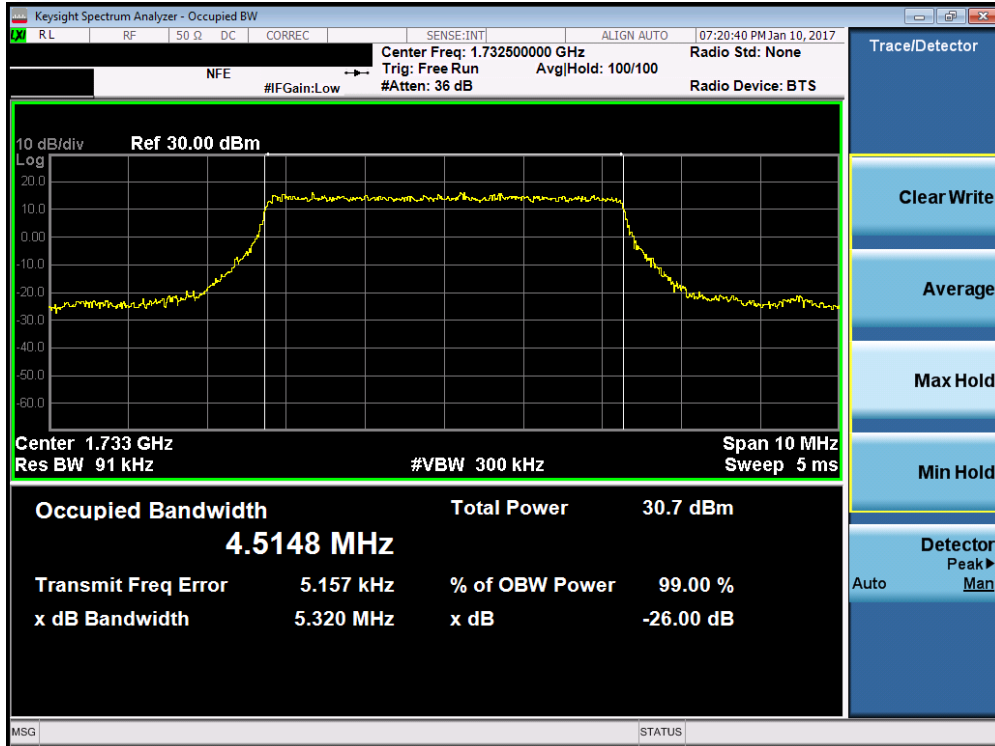 Keysight Spectrum Analyzer - Occupied BW
LXI RL RF 50 Ω DC CORREC SENSE:INT ALIGN AUTO 07:20:40 PM Jan 10, 2017
Center Freq: 1.732500000 GHz Radio Std: None
NFE Trig: Free Run Avg|Hold: 100/100
#IFGain:Low #Atten: 36 dB Radio Device: BTS
10 dB/div Ref 30.00 dBm
Log
20.0
10.0
0.00
-10.0
-20.0
-30.0
-40.0
-50.0
-60.0
Center 1.733 GHz Span 10 MHz
Res BW 91 kHz #VBW 300 kHz Sweep 5 ms
Occupied Bandwidth Total Power 30.7 dBm
4.5148 MHz
Transmit Freq Error 5.157 kHz % of OBW Power 99.00 %
x dB Bandwidth 5.320 MHz x dB -26.00 dB
MSG STATUS
Trace/Detector
Clear Write
Average
Max Hold
Min Hold
Detector
Peak▶
Auto Man